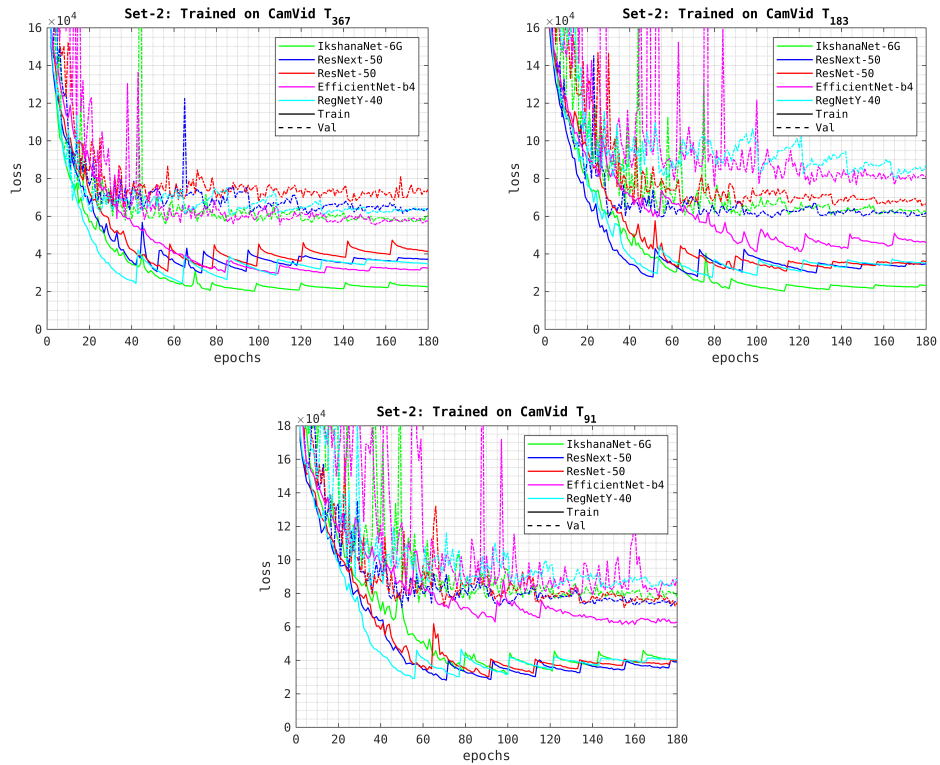 Set-2: Trained on CamVid T367
×10^4
16
14
12
10
8
6
4
2
0
loss
0 20 40 60 80 100 120 140 160 180
epochs
IkshanaNet-6G
ResNext-50
ResNet-50
EfficientNet-b4
RegNetY-40
Train
Val
Set-2: Trained on CamVid T183
×10^4
16
14
12
10
8
6
4
2
0
loss
0 20 40 60 80 100 120 140 160 180
epochs
IkshanaNet-6G
ResNext-50
ResNet-50
EfficientNet-b4
RegNetY-40
Train
Val
Set-2: Trained on CamVid T91
×10^4
18
16
14
12
10
8
6
4
2
0
loss
0 20 40 60 80 100 120 140 160 180
epochs
IkshanaNet-6G
ResNext-50
ResNet-50
EfficientNet-b4
RegNetY-40
Train
Val